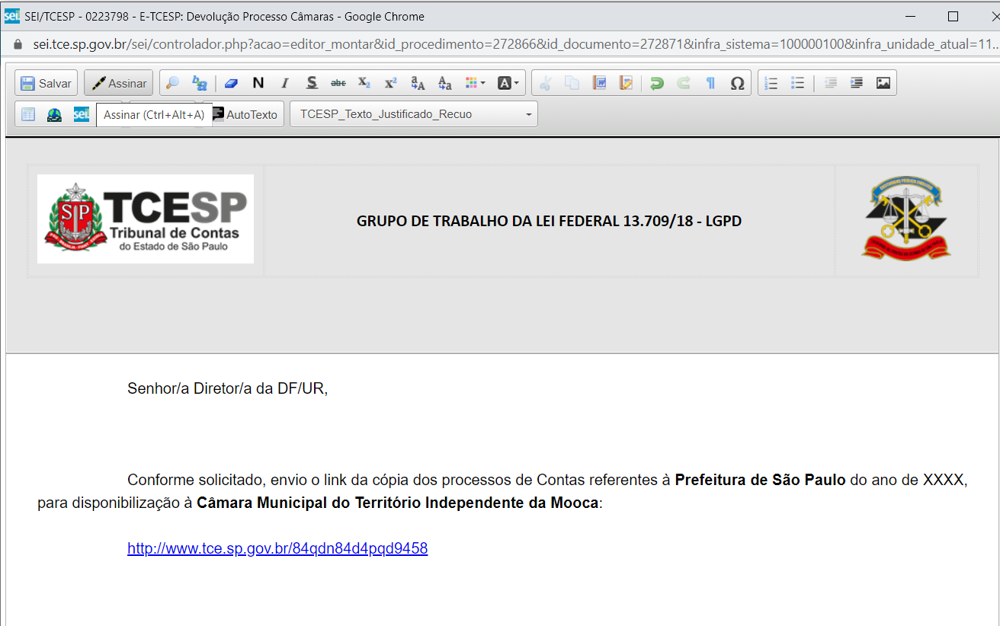 SEI/TCESP - 0223798 - E-TCESP: Devolução Processo Câmaras - Google Chrome
sei.tce.sp.gov.br/sei/controlador.php?acao=editor_montar&id_procedimento=272866&id_documento=272871&infra_sistema=100000100&infra_unidade_atual=11...
Salvar Assinar N I S abc X2 X2 A Ω
sei Assinar (Ctrl+Alt+A) AutoTexto TCESP_Texto_Justificado_Recuo
SP TCESP
Tribunal de Contas
do Estado de São Paulo
GRUPO DE TRABALHO DA LEI FEDERAL 13.709/18 - LGPD
Senhor/a Diretor/a da DF/UR,
Conforme solicitado, envio o link da cópia dos processos de Contas referentes à Prefeitura de São Paulo do ano de XXXX,
para disponibilização à Câmara Municipal do Território Independente da Mooca:
http://www.tce.sp.gov.br/84qdn84d4pqd9458